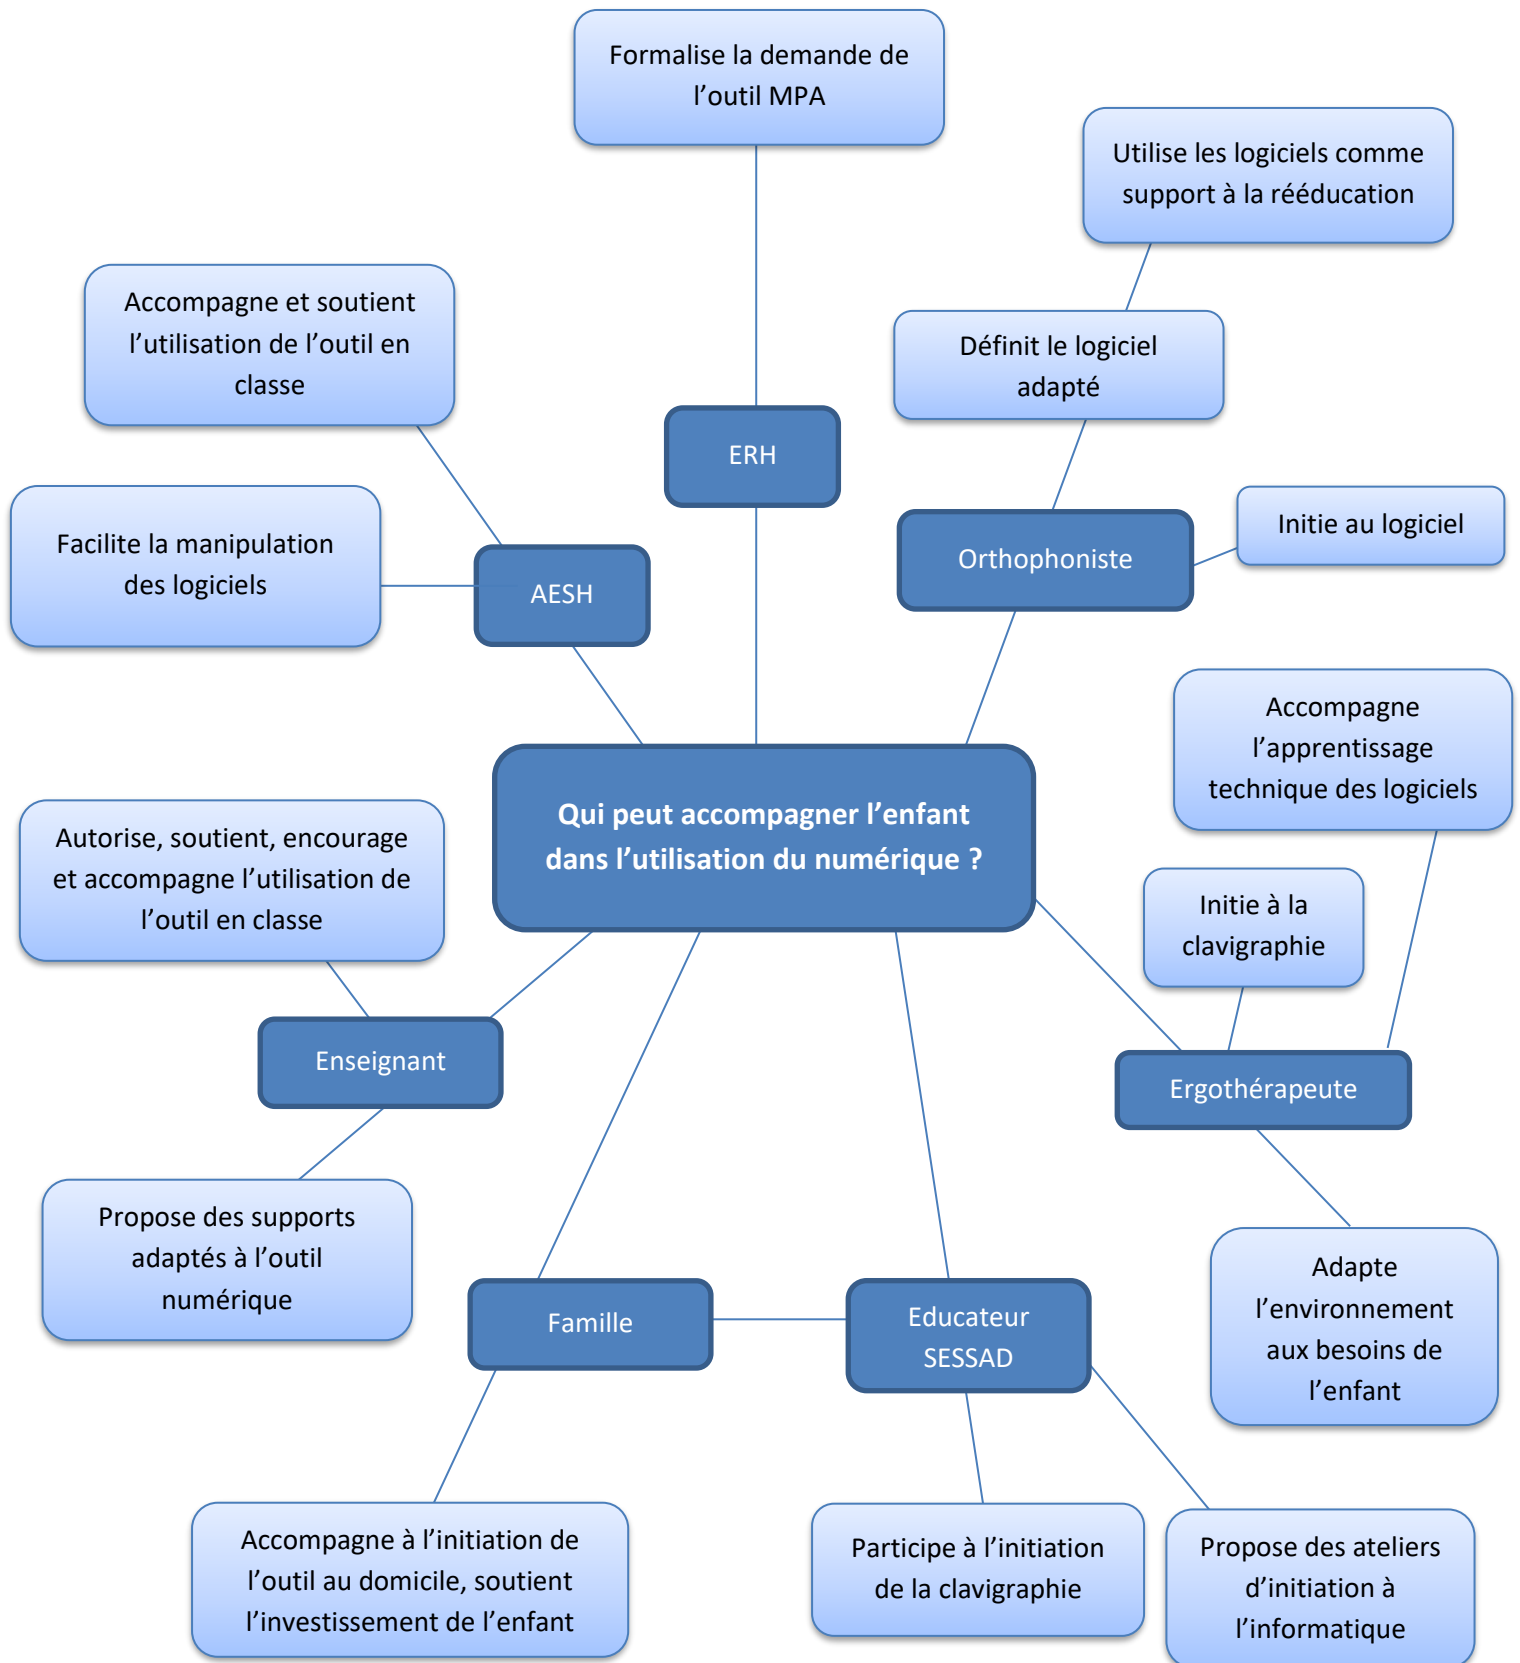 Formalise la demande de
l’outil MPA
Utilise les logiciels comme
support à la rééducation
Accompagne et soutient
l’utilisation de l’outil en
classe
Définit le logiciel
adapté
ERH
Facilite la manipulation
des logiciels
AESH
Orthophoniste
Initie au logiciel
Accompagne
l’apprentissage
technique des logiciels
Qui peut accompagner l’enfant
dans l’utilisation du numérique ?
Autorise, soutient, encourage
et accompagne l’utilisation de
l’outil en classe
Initie à la
clavigraphie
Enseignant
Ergothérapeute
Propose des supports
adaptés à l’outil
numérique
Famille
Educateur
SESSAD
Adapte
l’environnement
aux besoins de
l’enfant
Accompagne à l’initiation de
l’outil au domicile, soutient
l’investissement de l’enfant
Participe à l’initiation
de la clavigraphie
Propose des ateliers
d’initiation à
l’informatique